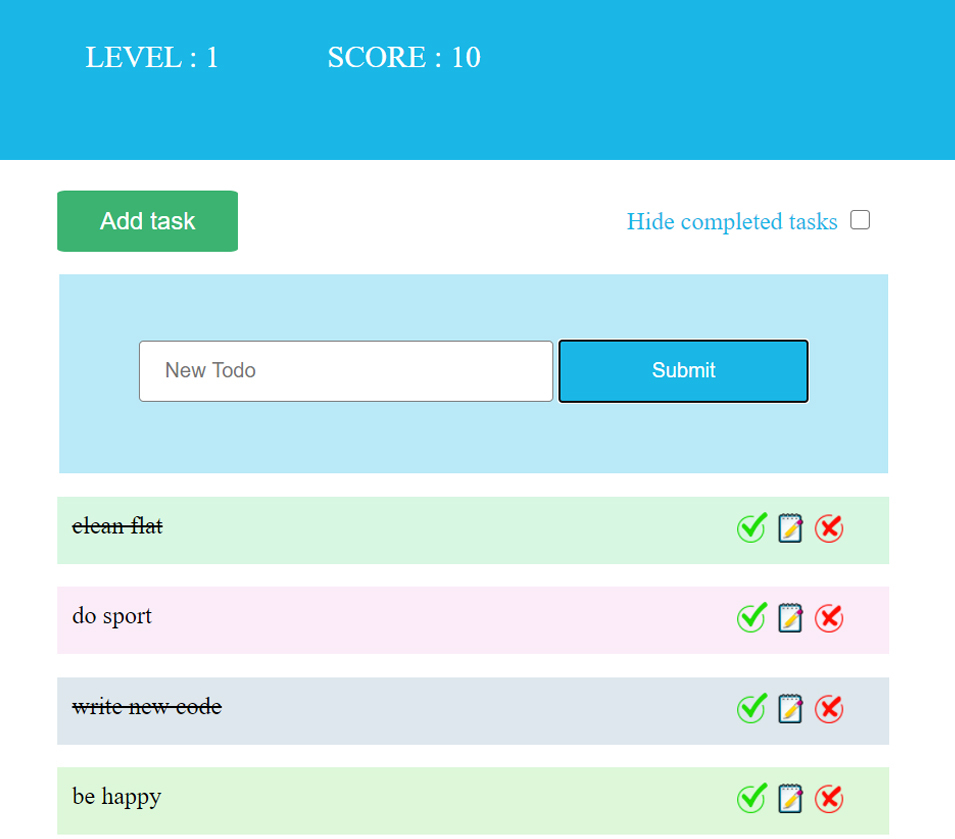 LEVEL : 1 SCORE : 10
Add task Hide completed tasks
New Todo Submit
clean flat
do sport
write new code
be happy